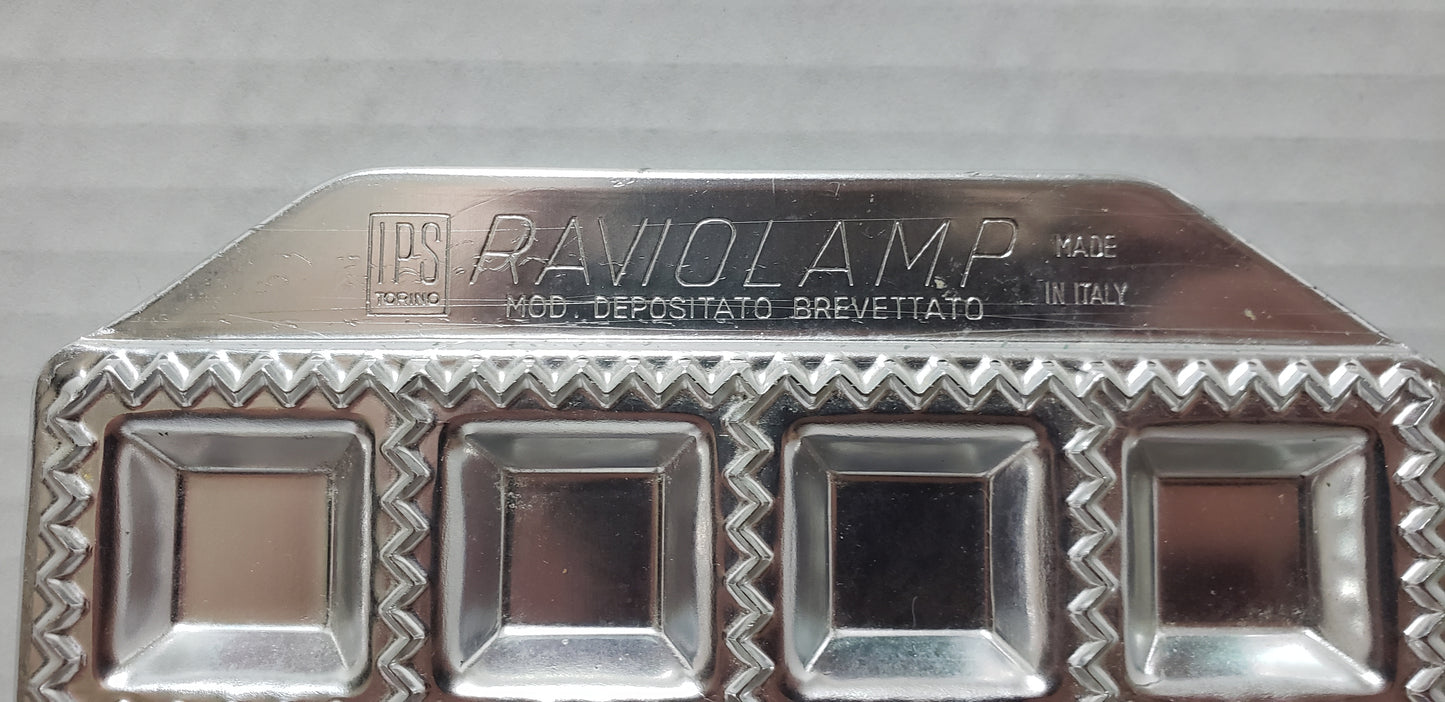 IPS
TORINO
RAVIOLAMP
MOD. DEPOSITATO BREVETTATO
MADE
IN ITALY